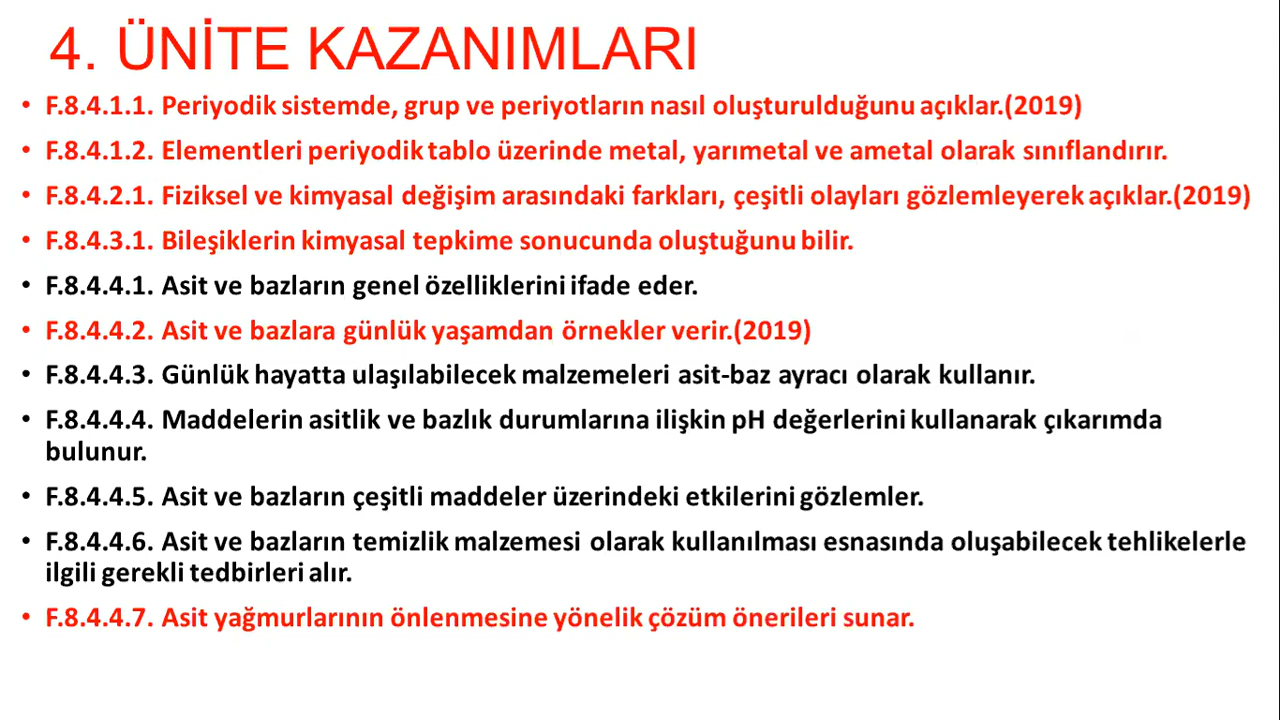 4. ÜNİTE KAZANIMLARI
• F.8.4.1.1. Periyodik sistemde, grup ve periyotların nasıl oluşturulduğunu açıklar.(2019)
• F.8.4.1.2. Elementleri periyodik tablo üzerinde metal, yarımetal ve ametal olarak sınıflandırır.
• F.8.4.2.1. Fiziksel ve kimyasal değişim arasındaki farkları, çeşitli olayları gözlemleyerek açıklar.(2019)
• F.8.4.3.1. Bileşiklerin kimyasal tepkime sonucunda oluştuğunu bilir.
• F.8.4.4.1. Asit ve bazların genel özelliklerini ifade eder.
• F.8.4.4.2. Asit ve bazlara günlük yaşamdan örnekler verir.(2019)
• F.8.4.4.3. Günlük hayatta ulaşılabilecek malzemeleri asit-baz ayracı olarak kullanır.
• F.8.4.4.4. Maddelerin asitlik ve bazlık durumlarına ilişkin pH değerlerini kullanarak çıkarımda
bulunur.
• F.8.4.4.5. Asit ve bazların çeşitli maddeler üzerindeki etkilerini gözlemler.
• F.8.4.4.6. Asit ve bazların temizlik malzemesi olarak kullanılması esnasında oluşabilecek tehlikelerle
ilgili gerekli tedbirleri alır.
• F.8.4.4.7. Asit yağmurlarının önlenmesine yönelik çözüm önerileri sunar.